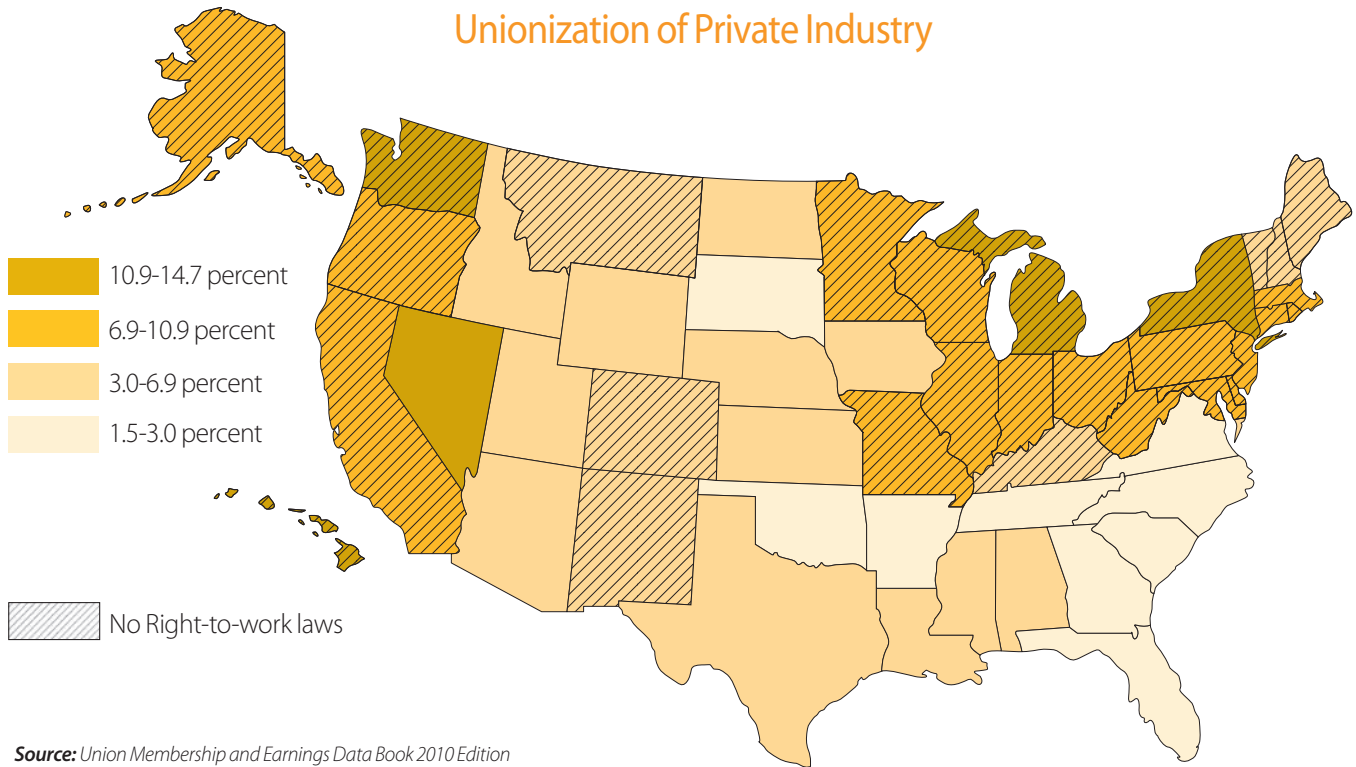 Unionization of Private Industry
10.9-14.7 percent
6.9-10.9 percent
3.0-6.9 percent
1.5-3.0 percent
No Right-to-work laws
Source: Union Membership and Earnings Data Book 2010 Edition